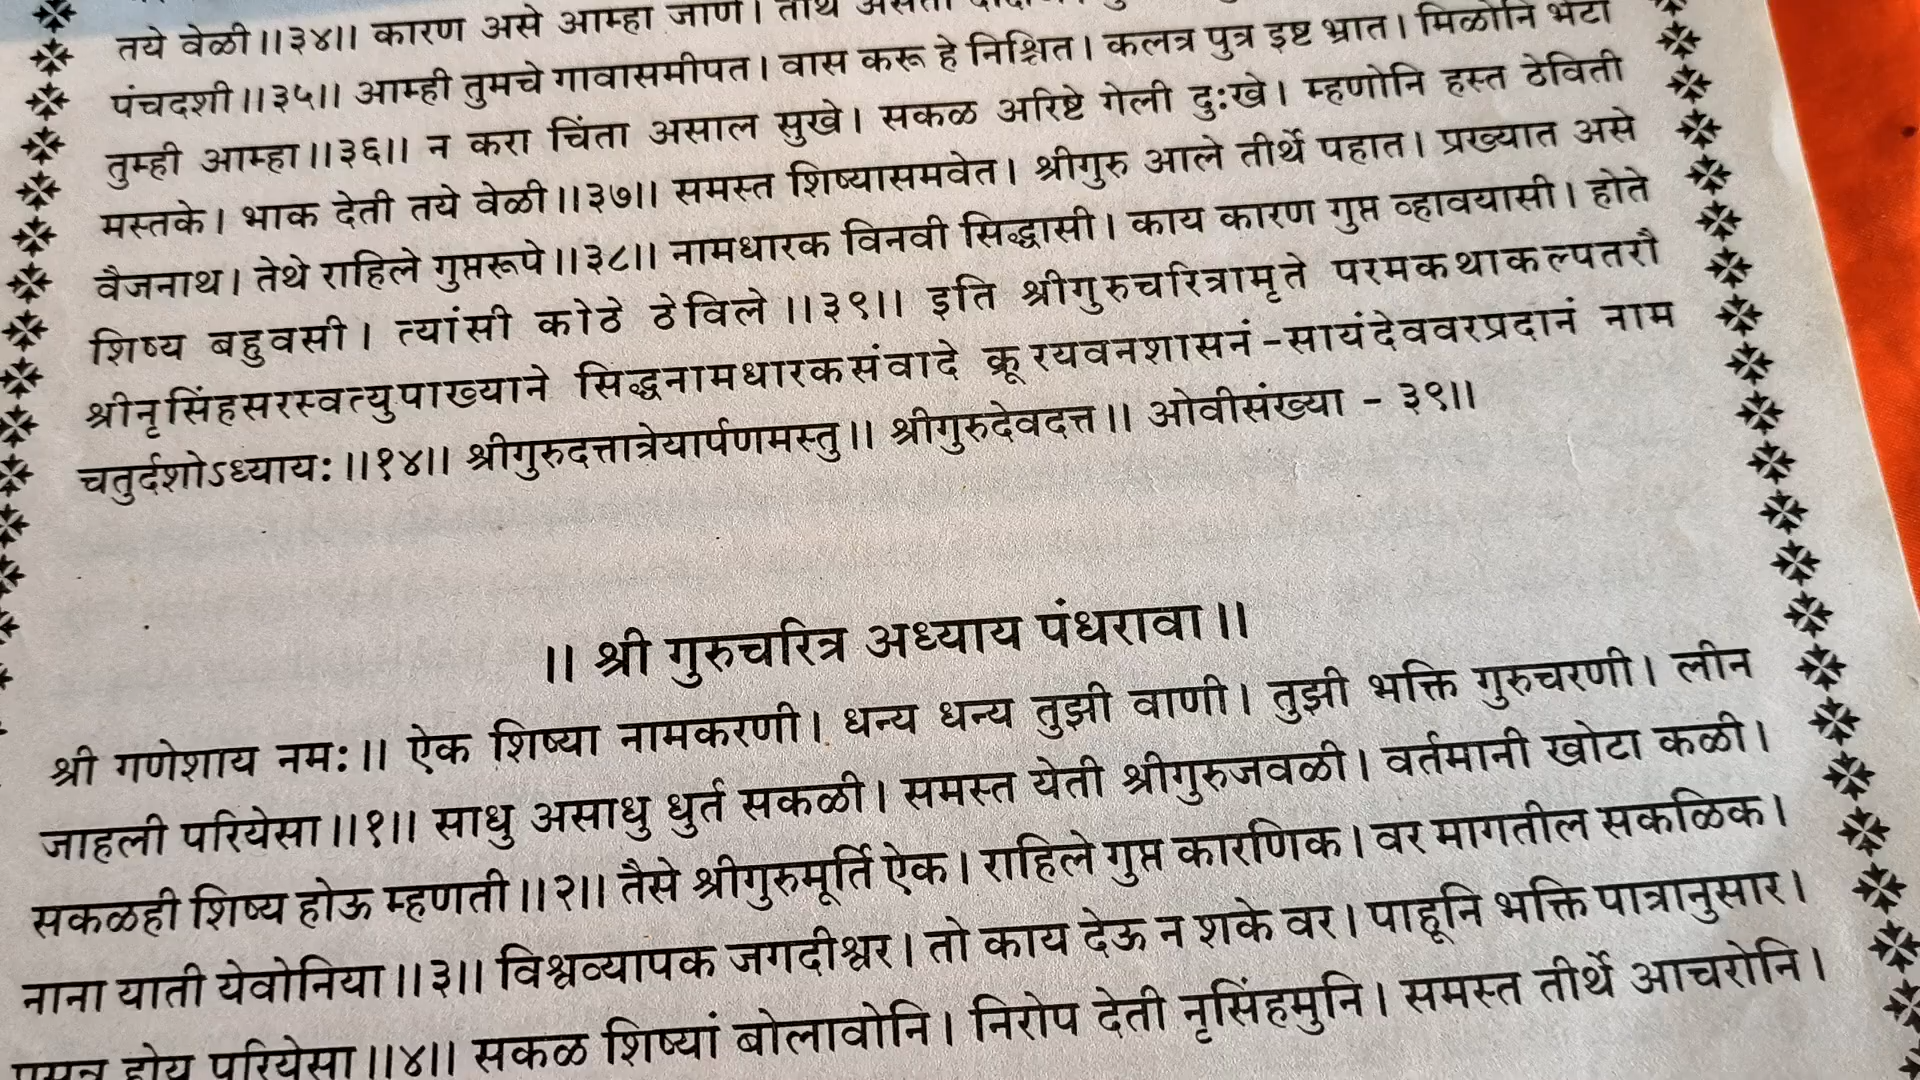 तये वेळी॥३४॥ कारण असे आम्हा जाणे। तीर्थे असती
पंचदशी॥३५॥ आम्ही तुमचे गावासमीपत। वास करू हे निश्चित। कलत्र पुत्र इष्ट भ्रात। मिळोनि भेटा
तुम्ही आम्हा॥३६॥ न करा चिंता असाल सुखे। सकळ अरिष्टे गेली दुःखे। म्हणोनि हस्त ठेविती
मस्तके। भाक देती तये वेळी॥३७॥ समस्त शिष्यासमवेत। श्रीगुरु आले तीर्थे पहात। प्रख्यात असे
वैजनाथ। तेथे राहिले गुप्तरूपे॥३८॥ नामधारक विनवी सिद्धासी। काय कारण गुप्त व्हावयासी। होते
शिष्य बहुवसी। त्यांसी कोठे ठेविले॥३९॥ इति श्रीगुरुचरित्रामृते परमकथाकल्पतरौ
श्रीनृसिंहसरस्वत्युपाख्याने सिद्धनामधारकसंवादे क्रूरयवनशासनं-सायंदेववरप्रदानं नाम
चतुर्दशोऽध्यायः॥१४॥ श्रीगुरुदत्तात्रेयार्पणमस्तु॥ श्रीगुरुदेवदत्त॥ ओवीसंख्या - ३९॥
॥ श्री गुरुचरित्र अध्याय पंधरावा॥
श्री गणेशाय नमः॥ ऐक शिष्या नामकरणी। धन्य धन्य तुझी वाणी। तुझी भक्ति गुरुचरणी। लीन
जाहली परियेसा॥१॥ साधु असाधु धुर्त सकळी। समस्त येती श्रीगुरुजवळी। वर्तमानी खोटा कळी।
सकळही शिष्य होऊ म्हणती॥२॥ तैसे श्रीगुरुमूर्ति ऐक। राहिले गुप्त कारणिक। वर मागतील सकळिक।
नाना याती येवोनिया॥३॥ विश्वव्यापक जगदीश्वर। तो काय देऊ न शके वर। पाहूनि भक्ति पात्रानुसार।
प्रसन्न होय परियेसा॥४॥ सकळ शिष्यां बोलावोनि। निरोप देती नृसिंहमुनि। समस्त तीर्थे आचरोनि।